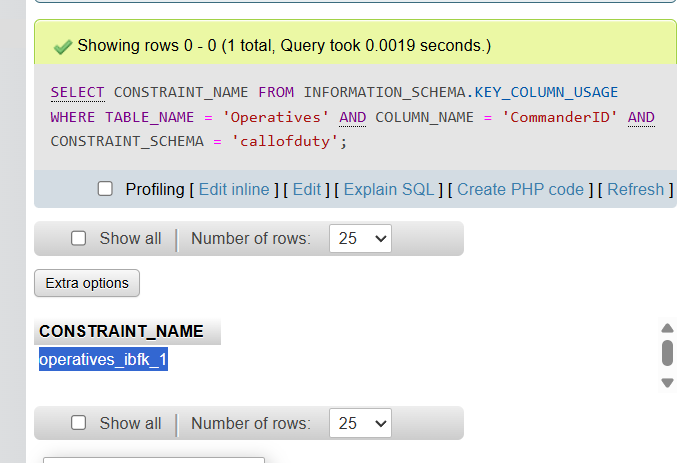 Showing rows 0 - 0 (1 total, Query took 0.0019 seconds.)
SELECT CONSTRAINT_NAME FROM INFORMATION_SCHEMA.KEY_COLUMN_USAGE
WHERE TABLE_NAME = 'Operatives' AND COLUMN_NAME = 'CommanderID' AND
CONSTRAINT_SCHEMA = 'callofduty';
Profiling [ Edit inline ] [ Edit ] [ Explain SQL ] [ Create PHP code ] [ Refresh ]
Show all Number of rows: 25
Extra options
CONSTRAINT_NAME
operatives_ibfk_1
Show all Number of rows: 25